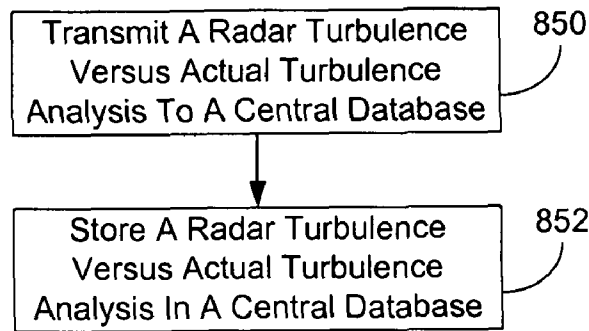 Transmit A Radar Turbulence
Versus Actual Turbulence
Analysis To A Central Database
850
Store A Radar Turbulence
Versus Actual Turbulence
Analysis In A Central Database
852